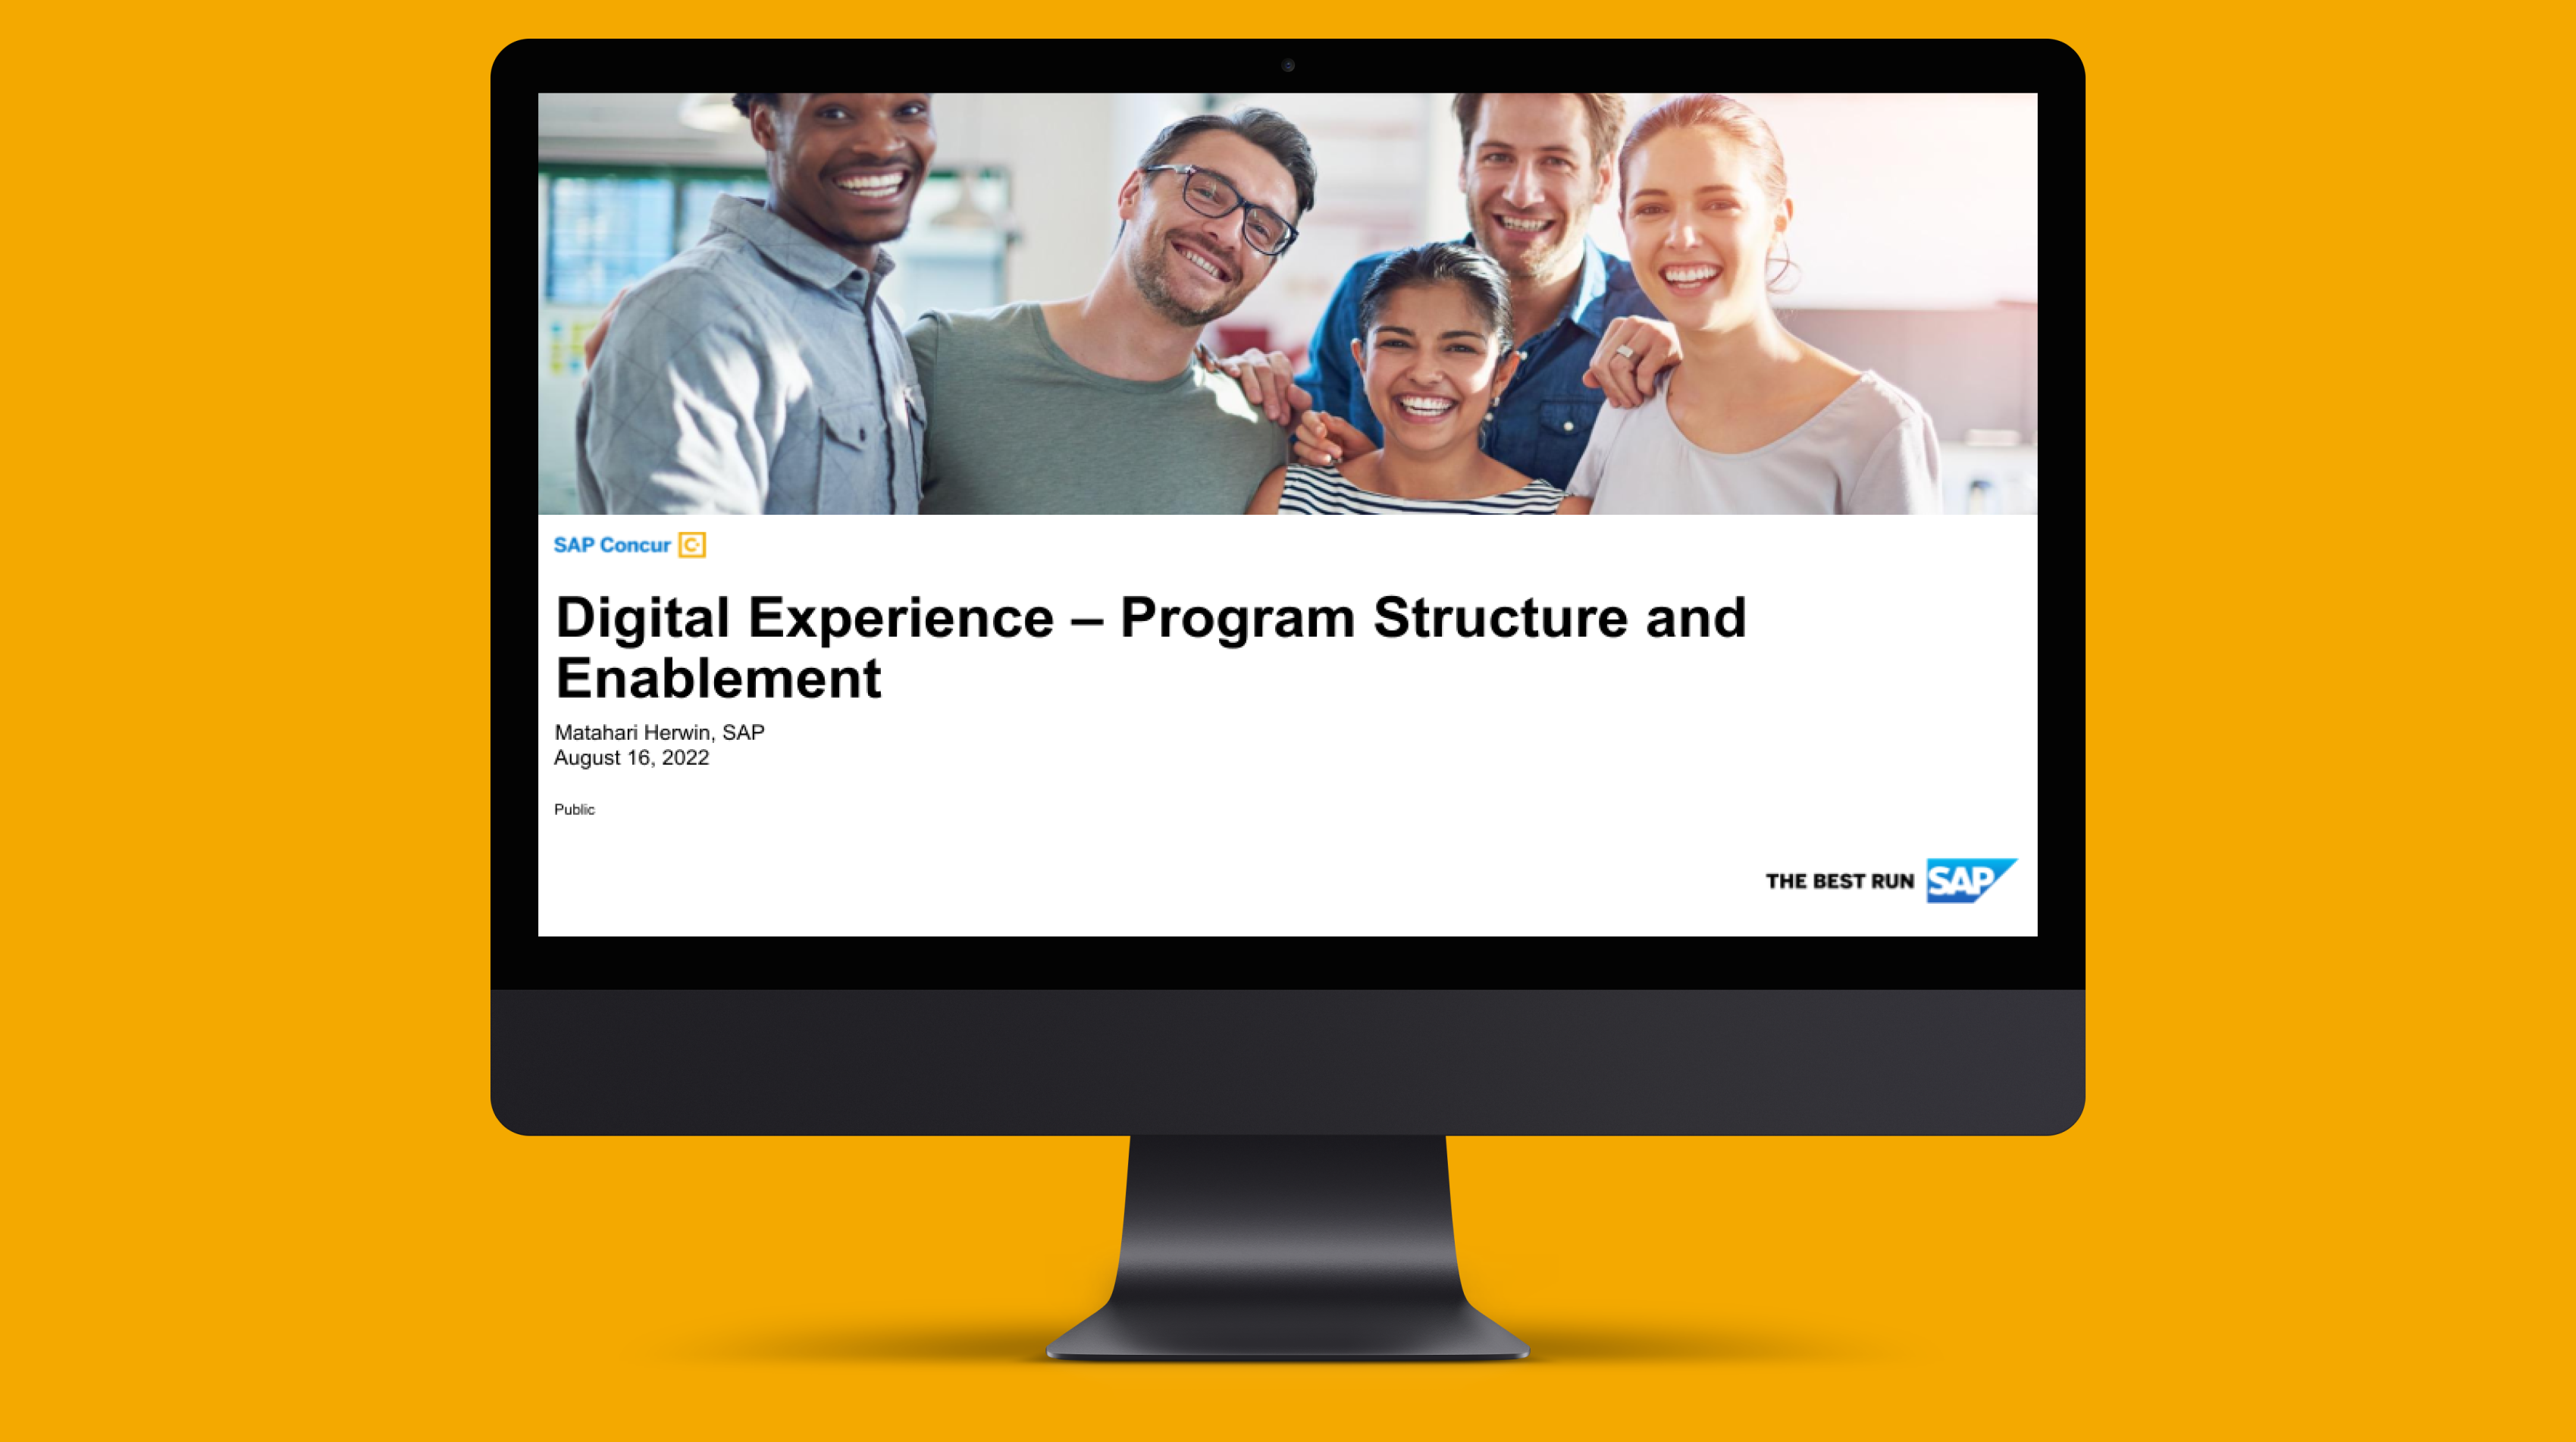 SAP Concur C
Digital Experience – Program Structure and
Enablement
Matahari Herwin, SAP
August 16, 2022
Public
THE BEST RUN SAP